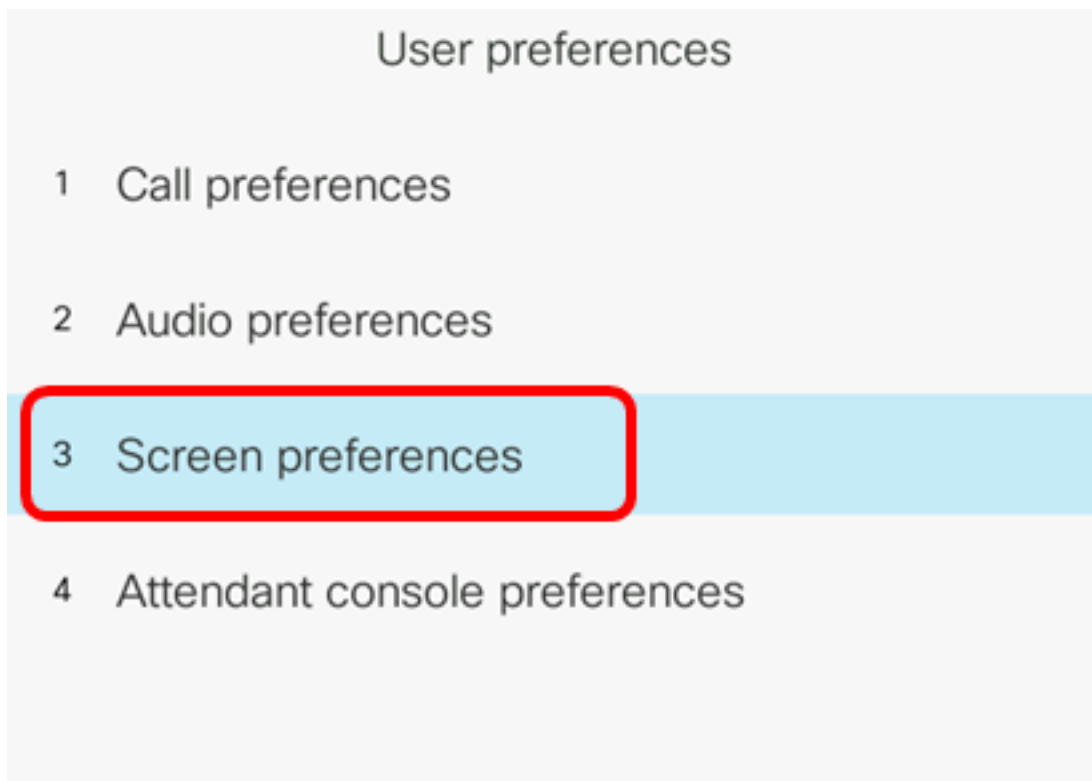 User preferences
1 Call preferences
2 Audio preferences
3 Screen preferences
4 Attendant console preferences